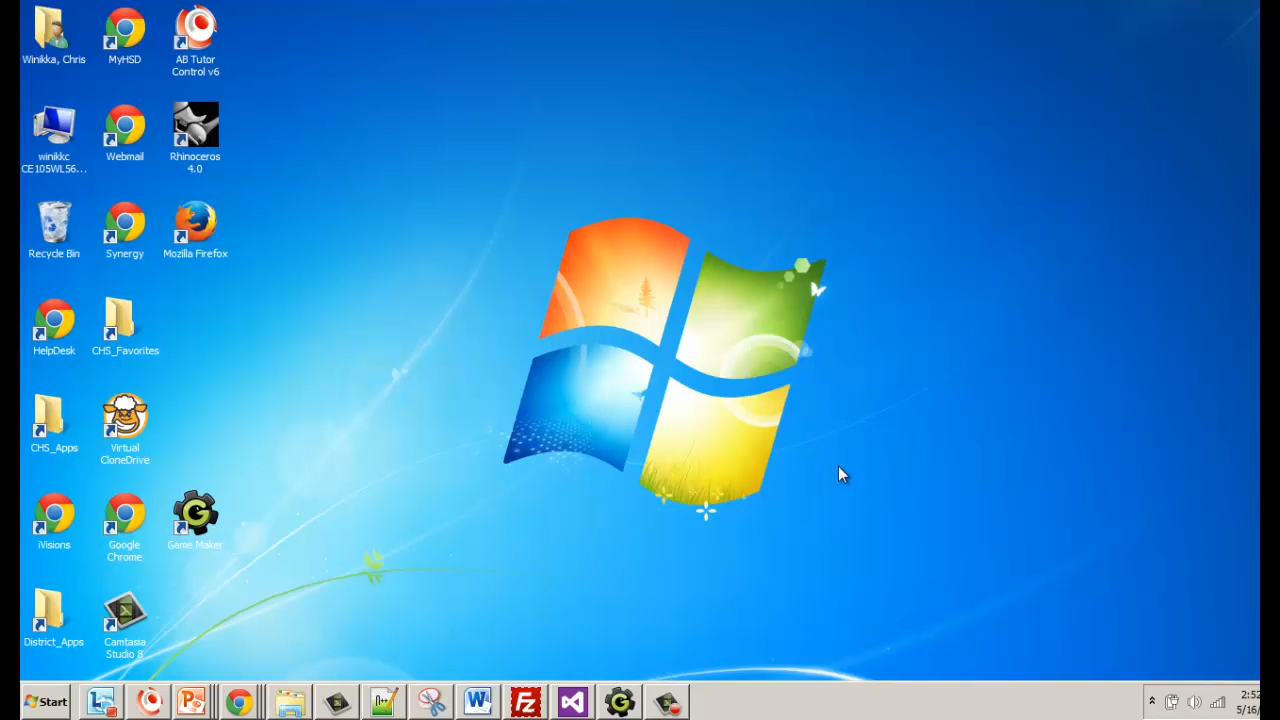 Winikka, Chris
MyHSD
AB Tutor
Control v6
winikkc
CE105WL56...
Webmail
Rhinoceros
4.0
Recycle Bin
Synergy
Mozilla Firefox
HelpDesk
CHS_Favorites
CHS_Apps
Virtual
CloneDrive
iVisions
Google
Chrome
Game Maker
District_Apps
Camtasia
Studio 8
Start
2:52
5/16/